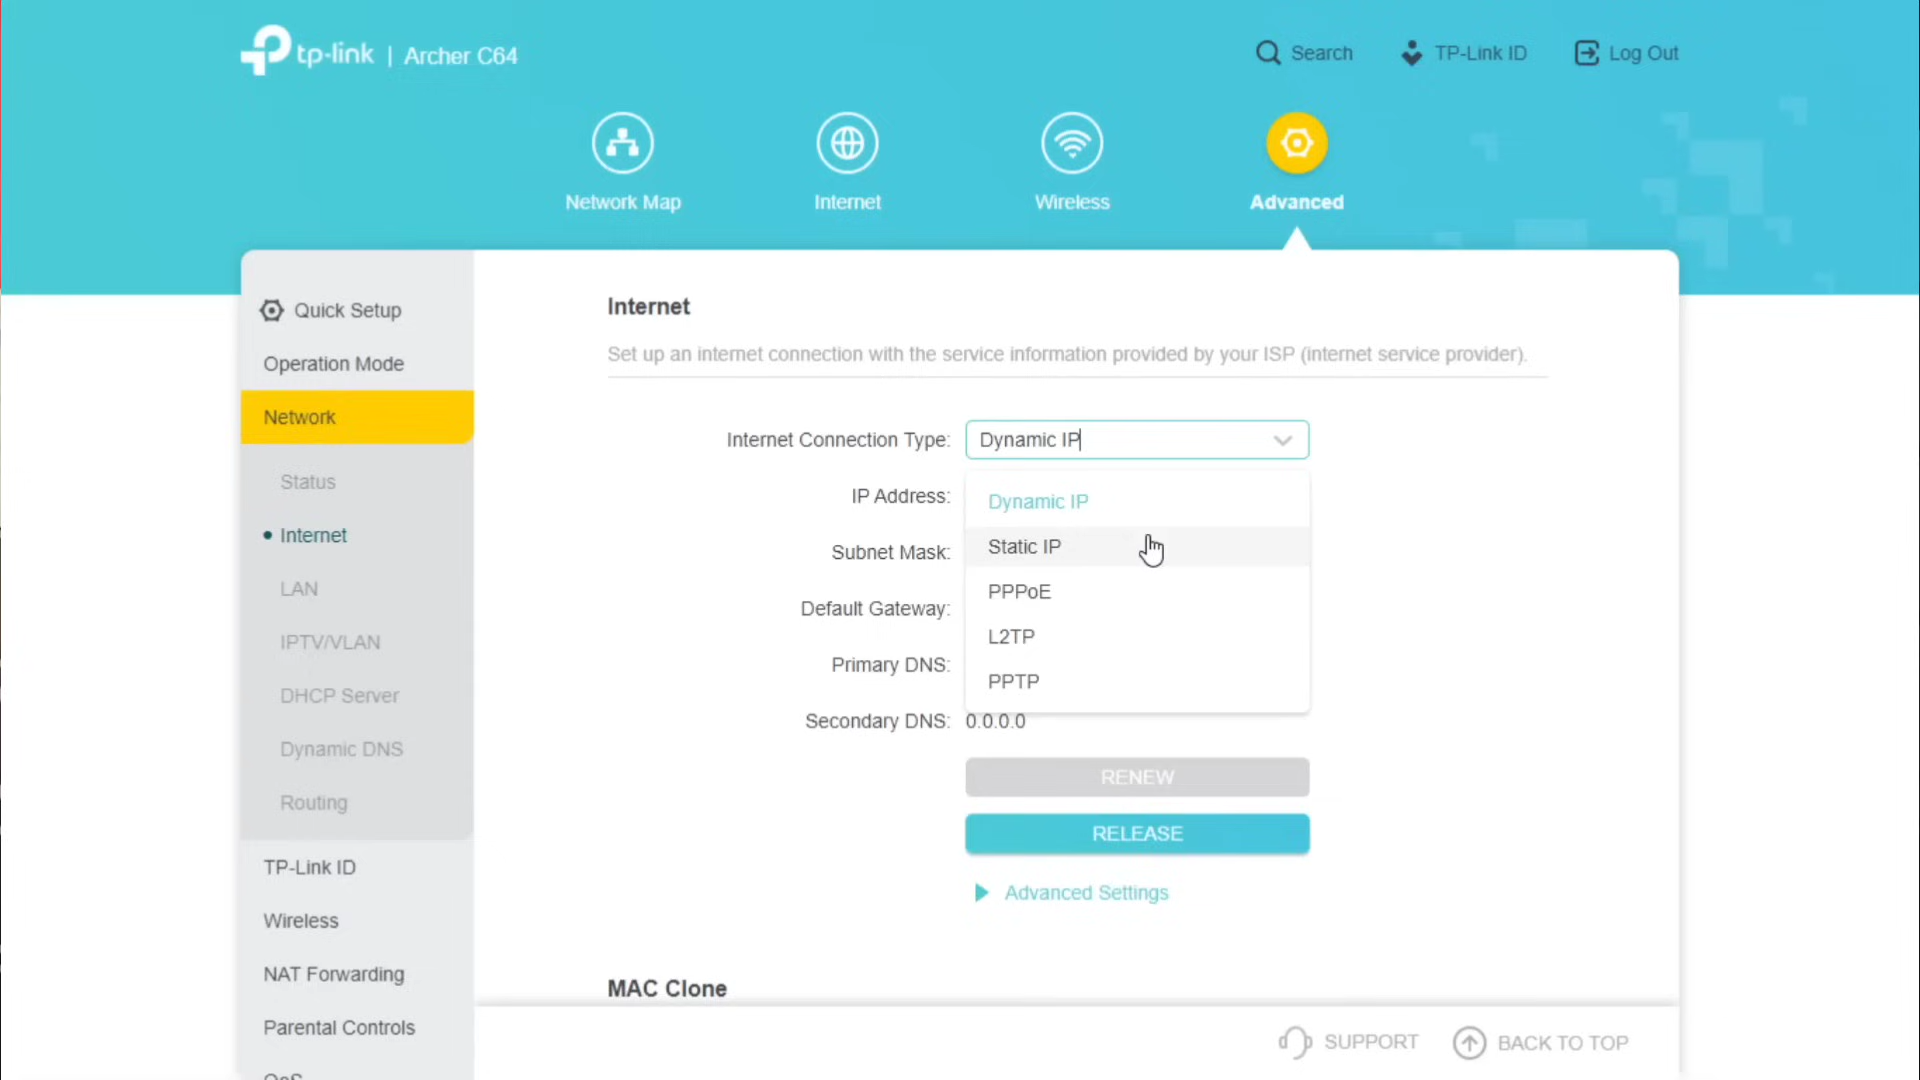 tp-link | Archer C64
Search
TP-Link ID
Log Out
Network Map
Internet
Wireless
Advanced
Quick Setup
Operation Mode
Network
Status
Internet
LAN
IPTV/VLAN
DHCP Server
Dynamic DNS
Routing
TP-Link ID
Wireless
NAT Forwarding
Parental Controls
QoS
Internet
Set up an internet connection with the service information provided by your ISP (internet service provider).
Internet Connection Type: Dynamic IP
IP Address:
Dynamic IP
Static IP
Subnet Mask:
PPPoE
Default Gateway:
L2TP
Primary DNS:
PPTP
Secondary DNS: 0.0.0.0
RENEW
RELEASE
Advanced Settings
MAC Clone
SUPPORT
BACK TO TOP